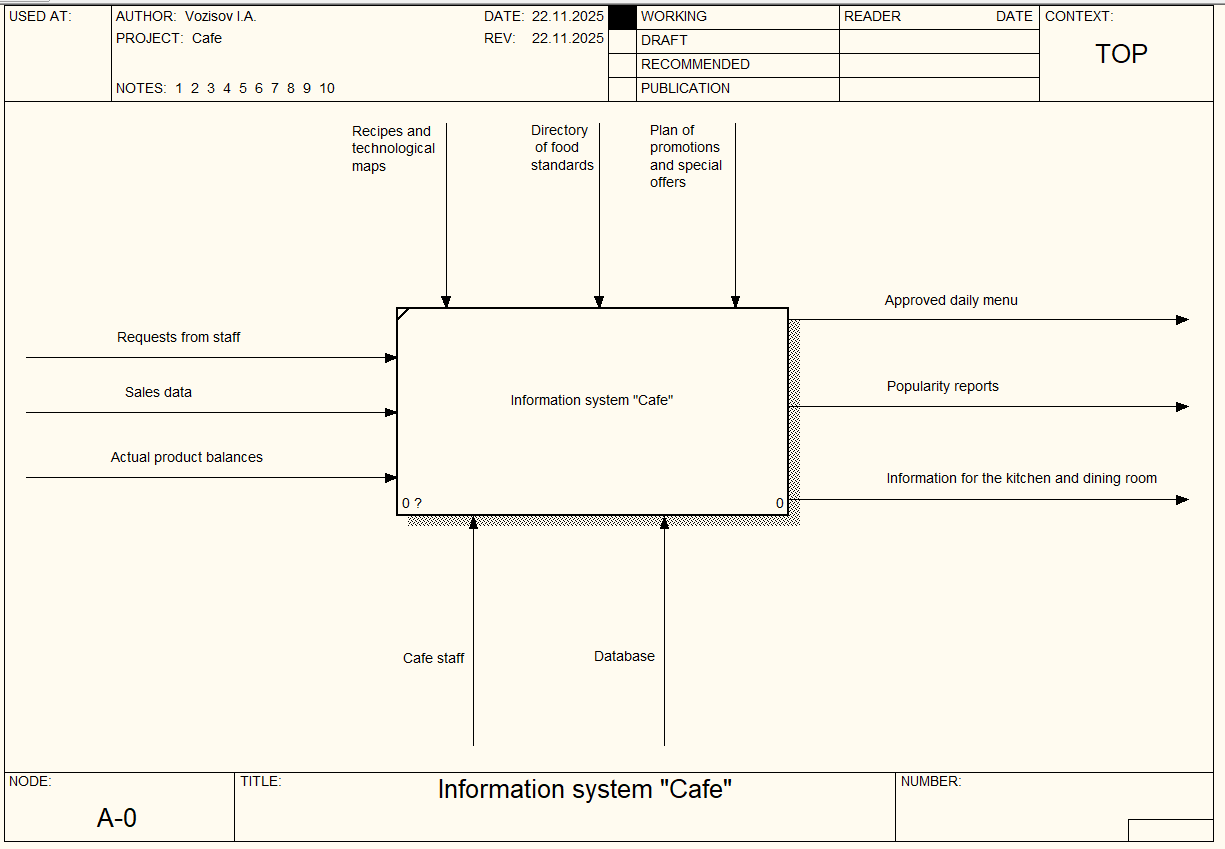 USED AT:
AUTHOR: Vozisov I.A.
DATE: 22.11.2025
PROJECT: Cafe
REV: 22.11.2025
NOTES: 1 2 3 4 5 6 7 8 9 10
WORKING
DRAFT
RECOMMENDED
PUBLICATION
READER
DATE
CONTEXT:
TOP
Recipes and
technological
maps
Directory
of food
standards
Plan of
promotions
and special
offers
Requests from staff
Sales data
Actual product balances
Information system "Cafe"
0 ?
0
Approved daily menu
Popularity reports
Information for the kitchen and dining room
Cafe staff
Database
NODE:
A-0
TITLE:
Information system "Cafe"
NUMBER: